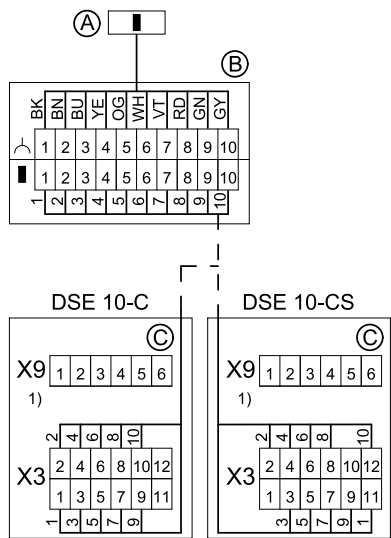 A
B
BK BN BU YE OG WH VT RD GN GY
1 2 3 4 5 6 7 8 9 10
1 2 3 4 5 6 7 8 9 10
1 2 3 4 5 6 7 8 9 10
DSE 10-C DSE 10-CS
C C
X9 1 2 3 4 5 6 X9 1 2 3 4 5 6
1) 1)
2 4 6 8 10 2 4 6 8 10
X3 2 4 6 8 10 12 X3 2 4 6 8 10 12
1 3 5 7 9 11 1 3 5 7 9 11
1 3 5 7 9 3 5 7 9 1